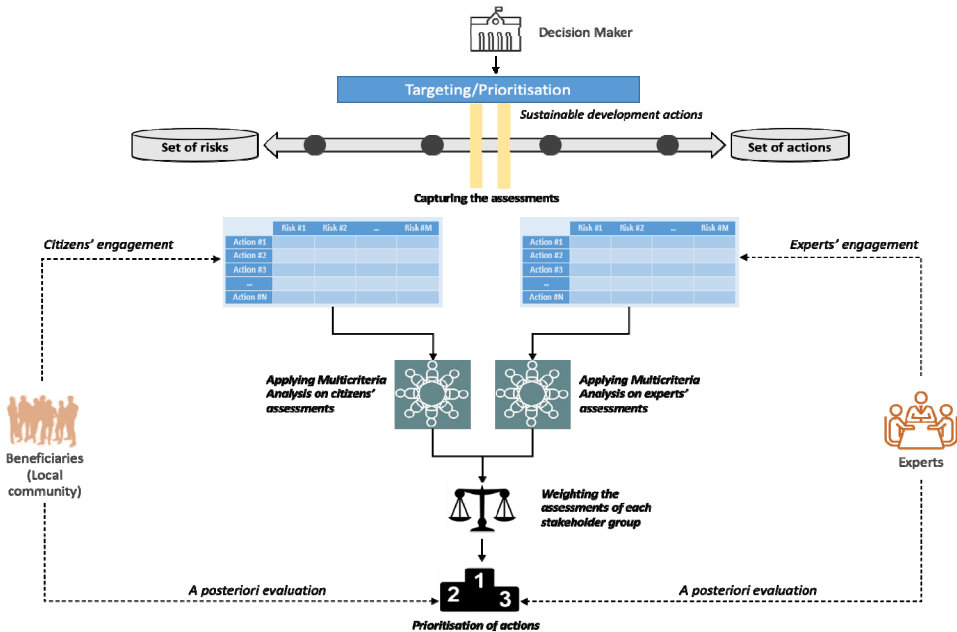 Decision Maker
Targeting/Prioritisation
Sustainable development actions
Set of risks
Set of actions
Capturing the assessments
Citizens' engagement
Risk #1 Risk #2 ... Risk #M
Action #1
Action #2
Action #3
...
Action #N
Risk #1 Risk #2 ... Risk #M
Action #1
Action #2
Action #3
...
Action #N
Experts' engagement
Applying Multicriteria
Analysis on citizens'
assessments
Applying Multicriteria
Analysis on experts'
assessments
Beneficiaries
(Local
community)
Experts
Weighting the
assessments of each
stakeholder group
A posteriori evaluation
2 1 3
A posteriori evaluation
Prioritisation of actions